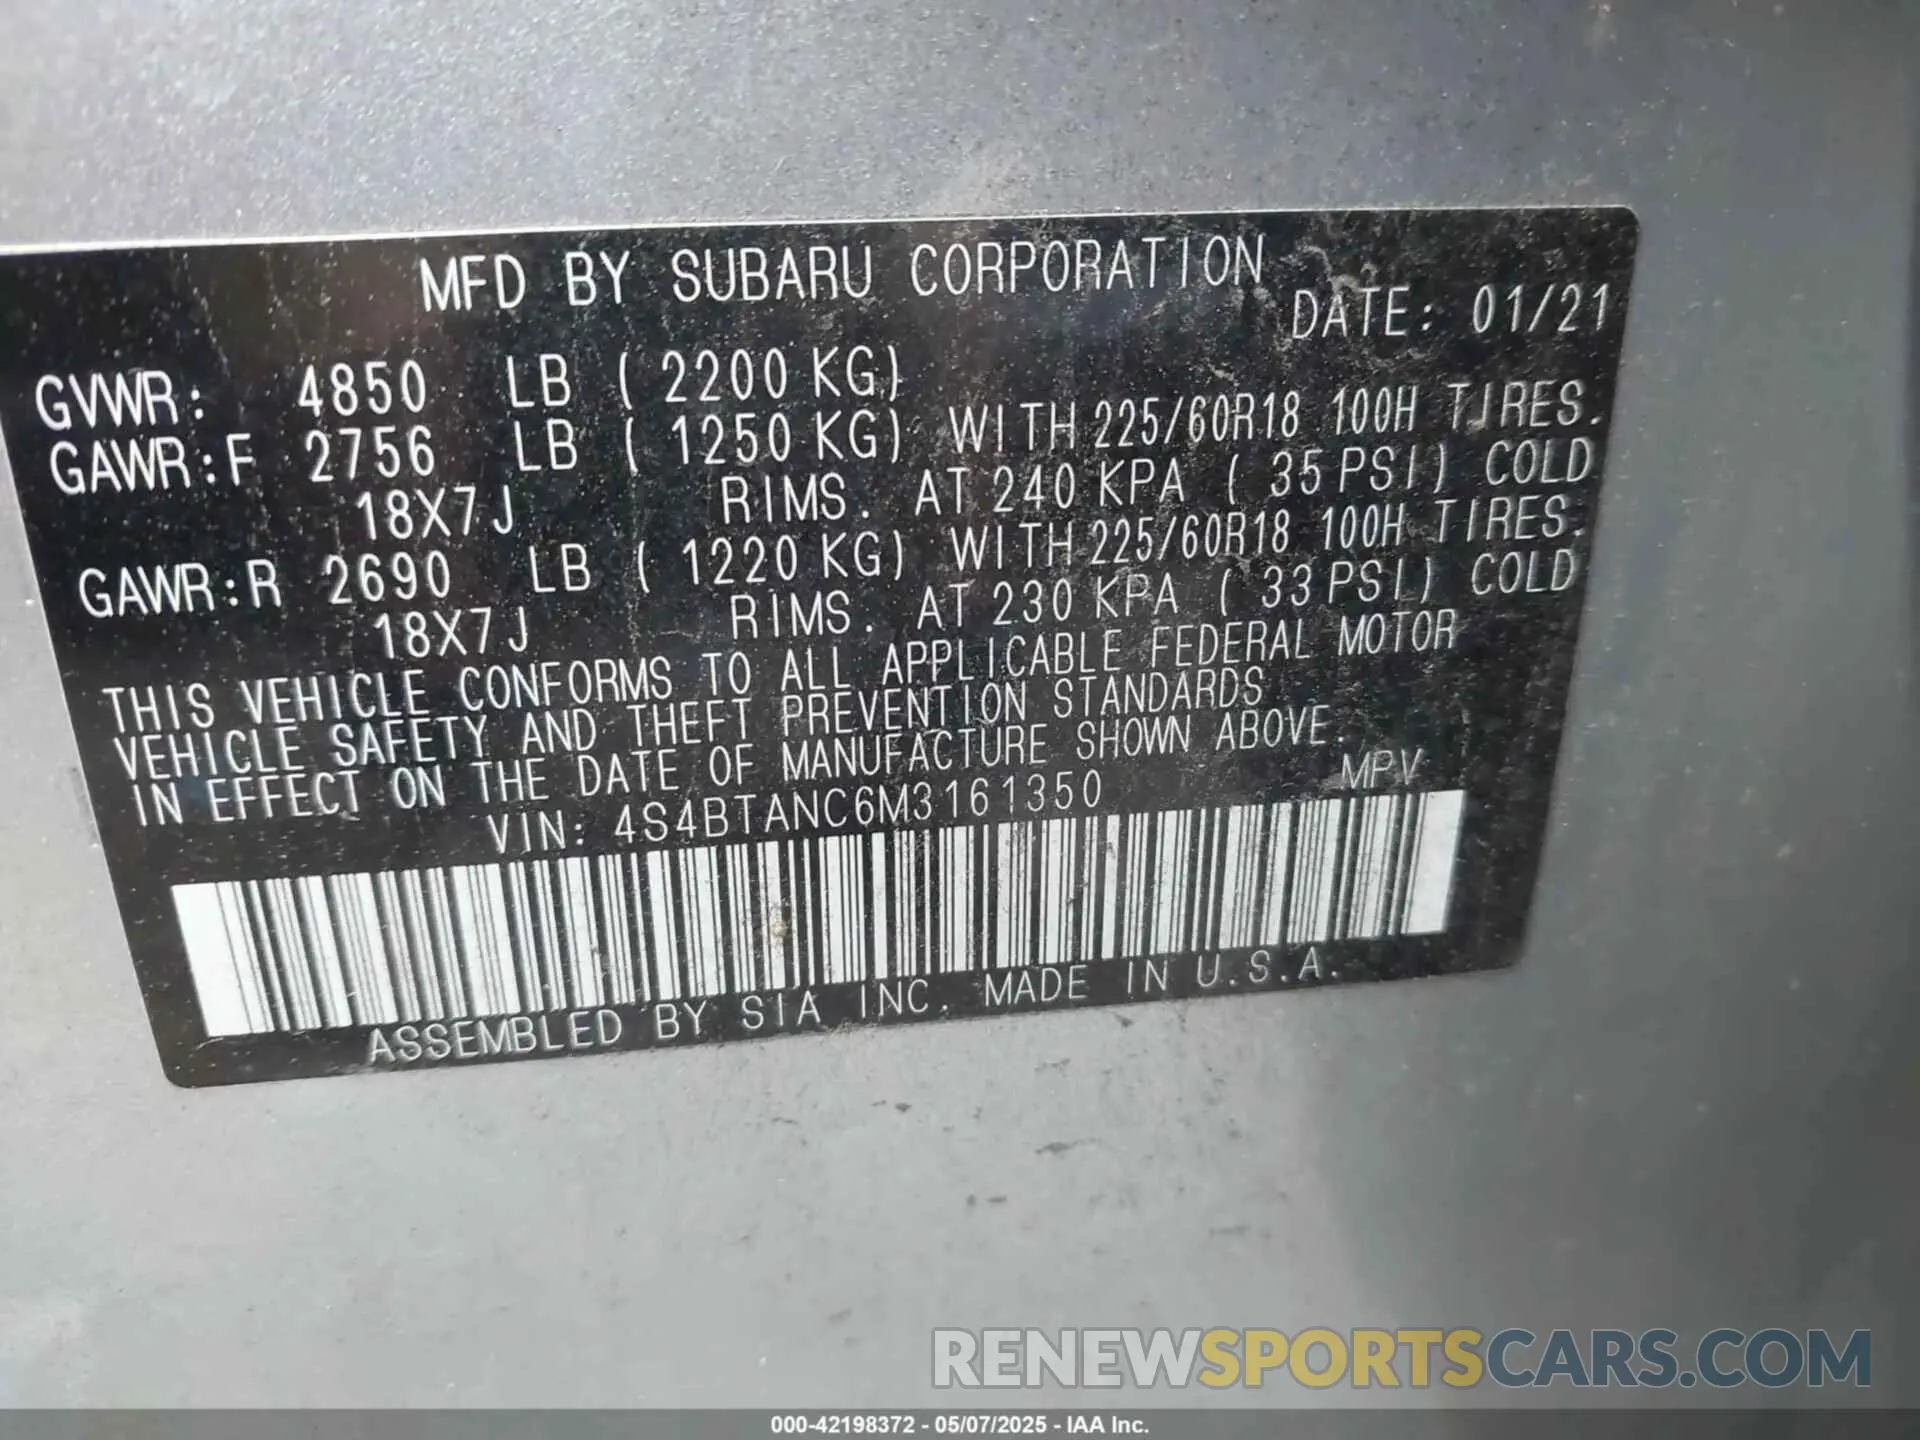 MFD BY SUBARU CORPORATION
DATE: 01/21
GVWR: 4850 LB ( 2200 KG)
GAWR:F 2756 LB ( 1250 KG) WITH 225/60R18 100H TIRES.
18X7J RIMS. AT 240 KPA ( 35 PSI) COLD
GAWR:R 2690 LB ( 1220 KG) WITH 225/60R18 100H TIRES.
18X7J RIMS. AT 230 KPA ( 33 PSI) COLD
THIS VEHICLE CONFORMS TO ALL APPLICABLE FEDERAL MOTOR
VEHICLE SAFETY AND THEFT PREVENTION STANDARDS
IN EFFECT ON THE DATE OF MANUFACTURE SHOWN ABOVE.
VIN: 4S4BTANC6M3161350 MPV
ASSEMBLED BY SIA INC. MADE IN U.S.A.
RENEWSPORTSCARS.COM
000-42198372 - 05/07/2025 - IAA Inc.